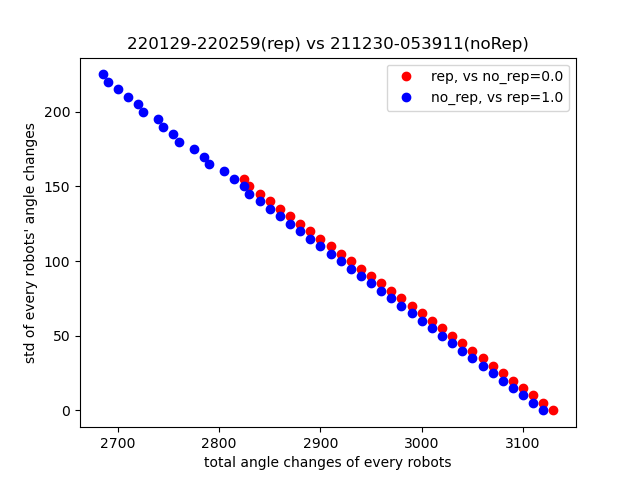 220129-220259(rep) vs 211230-053911(noRep)
rep, vs no_rep=0.0
no_rep, vs rep=1.0
std of every robots' angle changes
200
150
100
50
0
2700 2800 2900 3000 3100
total angle changes of every robots